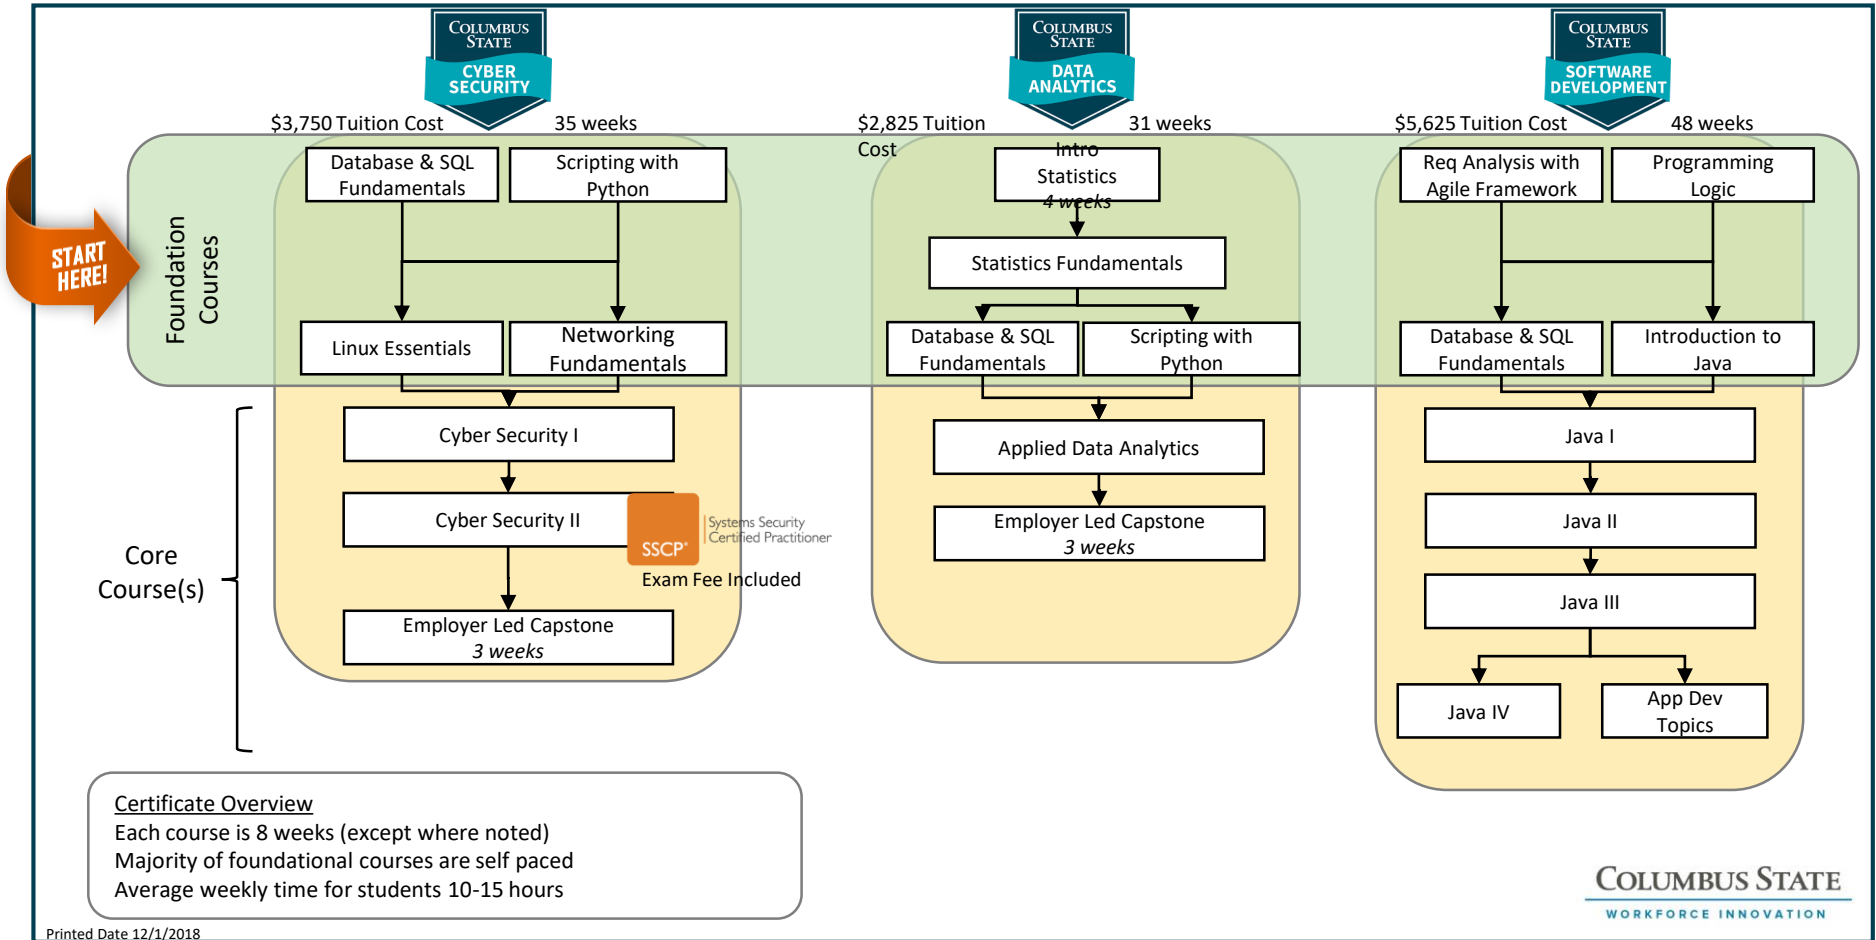 COLUMBUS
STATE
CYBER
SECURITY
COLUMBUS
STATE
DATA
ANALYTICS
COLUMBUS
STATE
SOFTWARE
DEVELOPMENT
$3,750 Tuition Cost
35 weeks
$2,825 Tuition
Cost
31 weeks
$5,625 Tuition Cost
48 weeks
START
HERE!
Foundation
Courses
Database & SQL
Fundamentals
Scripting with
Python
Linux Essentials
Networking
Fundamentals
Intro
Statistics
4 weeks
Statistics Fundamentals
Database & SQL
Fundamentals
Scripting with
Python
Req Analysis with
Agile Framework
Programming
Logic
Database & SQL
Fundamentals
Introduction to
Java
Core
Course(s)
Cyber Security I
Cyber Security II
SSCP®
Systems Security
Certified Practitioner
Exam Fee Included
Employer Led Capstone
3 weeks
Applied Data Analytics
Employer Led Capstone
3 weeks
Java I
Java II
Java III
Java IV
App Dev
Topics
Certificate Overview
Each course is 8 weeks (except where noted)
Majority of foundational courses are self paced
Average weekly time for students 10-15 hours
COLUMBUS STATE
WORKFORCE INNOVATION
Printed Date 12/1/2018